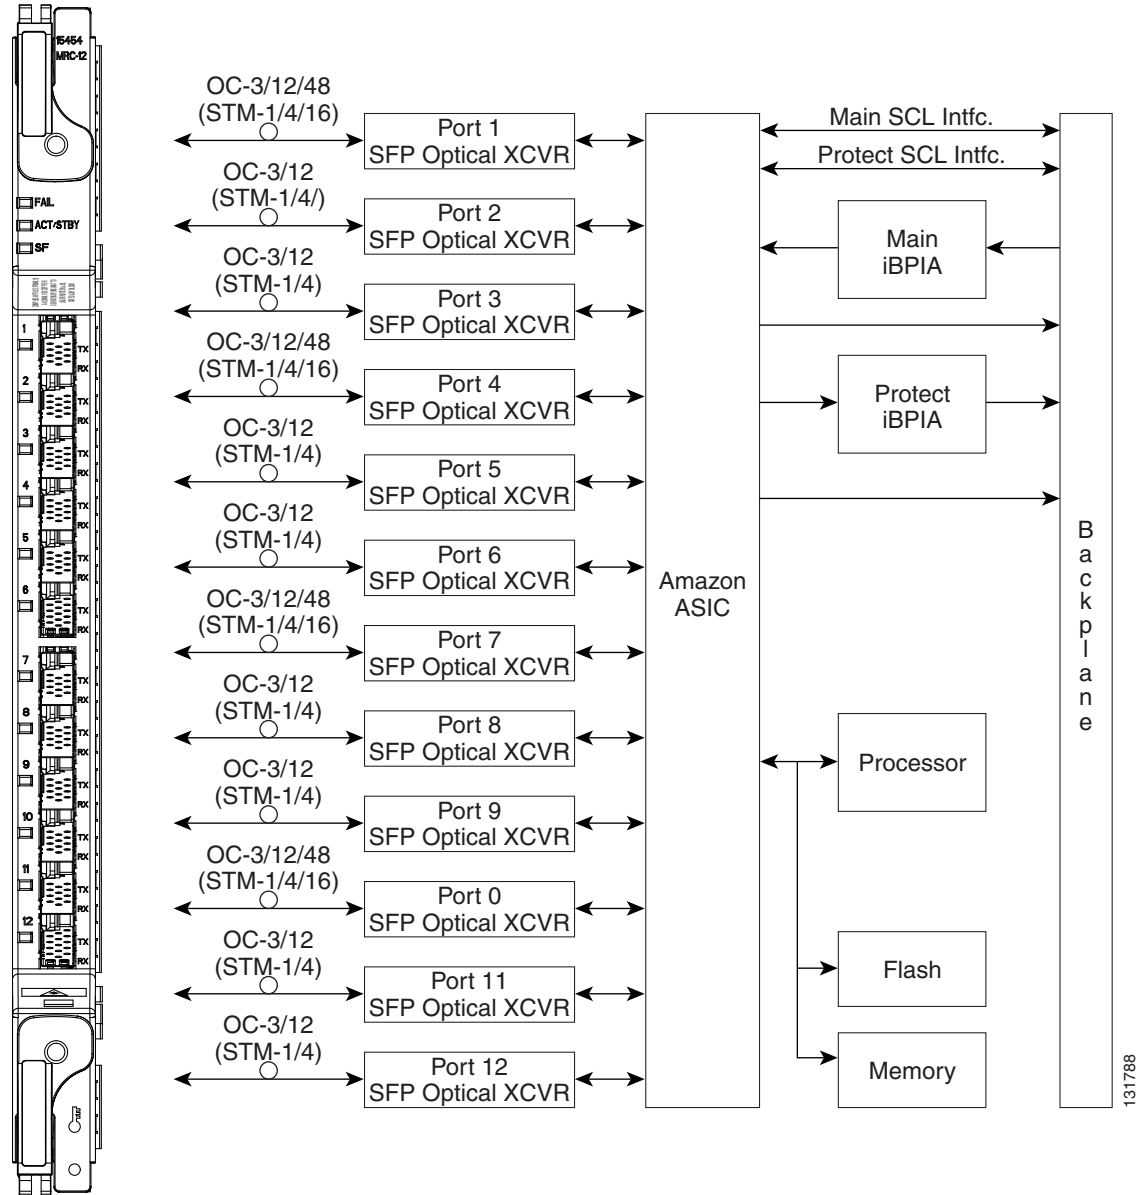 15454
MRC-12
FAIL
ACT/STBY
SF
1
TX
RX
2
TX
RX
3
TX
RX
4
TX
RX
5
TX
RX
6
TX
RX
7
TX
RX
8
TX
RX
9
TX
RX
10
TX
RX
11
TX
RX
12
TX
RX
OC-3/12/48
(STM-1/4/16)
Port 1
SFP Optical XCVR
OC-3/12
(STM-1/4/)
Port 2
SFP Optical XCVR
OC-3/12
(STM-1/4)
Port 3
SFP Optical XCVR
OC-3/12/48
(STM-1/4/16)
Port 4
SFP Optical XCVR
OC-3/12
(STM-1/4)
Port 5
SFP Optical XCVR
OC-3/12
(STM-1/4)
Port 6
SFP Optical XCVR
OC-3/12/48
(STM-1/4/16)
Port 7
SFP Optical XCVR
OC-3/12
(STM-1/4)
Port 8
SFP Optical XCVR
OC-3/12
(STM-1/4)
Port 9
SFP Optical XCVR
OC-3/12/48
(STM-1/4/16)
Port 0
SFP Optical XCVR
OC-3/12
(STM-1/4)
Port 11
SFP Optical XCVR
OC-3/12
(STM-1/4)
Port 12
SFP Optical XCVR
Amazon
ASIC
Main SCL Intfc.
Protect SCL Intfc.
Main
iBPIA
Protect
iBPIA
Processor
Flash
Memory
Backplane
131788